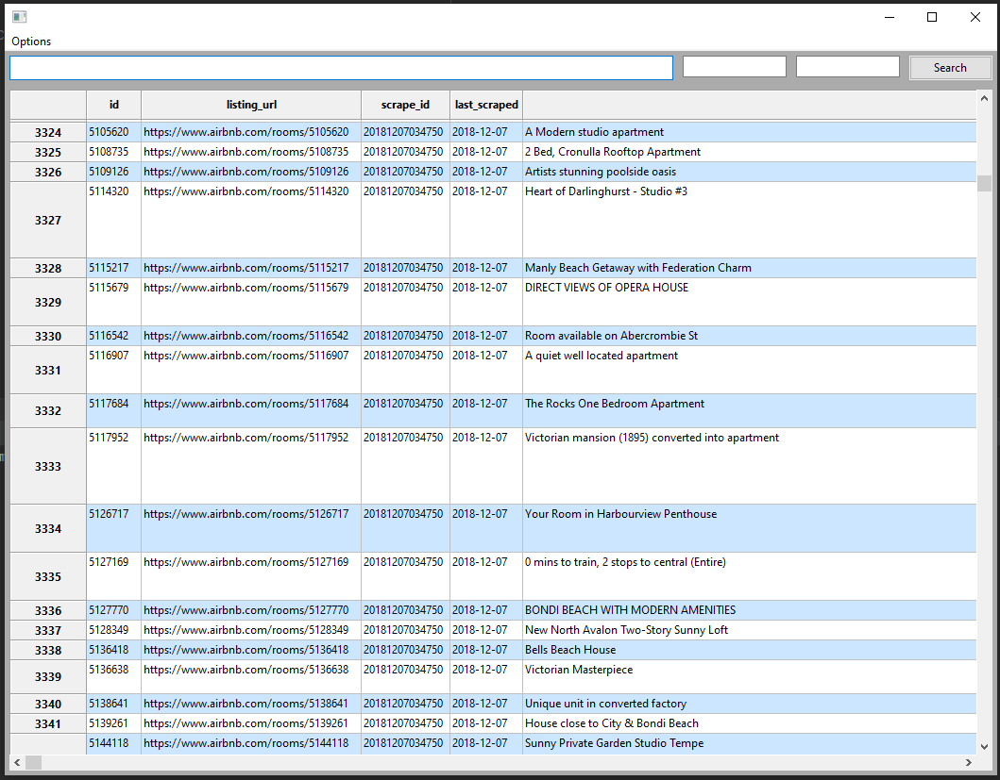 Options
Search
id listing_url scrape_id last_scraped
3324 5105620 https://www.airbnb.com/rooms/5105620 20181207034750 2018-12-07 A Modern studio apartment
3325 5108735 https://www.airbnb.com/rooms/5108735 20181207034750 2018-12-07 2 Bed, Cronulla Rooftop Apartment
3326 5109126 https://www.airbnb.com/rooms/5109126 20181207034750 2018-12-07 Artists stunning poolside oasis
3327 5114320 https://www.airbnb.com/rooms/5114320 20181207034750 2018-12-07 Heart of Darlinghurst - Studio #3
3328 5115217 https://www.airbnb.com/rooms/5115217 20181207034750 2018-12-07 Manly Beach Getaway with Federation Charm
3329 5115679 https://www.airbnb.com/rooms/5115679 20181207034750 2018-12-07 DIRECT VIEWS OF OPERA HOUSE
3330 5116542 https://www.airbnb.com/rooms/5116542 20181207034750 2018-12-07 Room available on Abercrombie St
3331 5116907 https://www.airbnb.com/rooms/5116907 20181207034750 2018-12-07 A quiet well located apartment
3332 5117684 https://www.airbnb.com/rooms/5117684 20181207034750 2018-12-07 The Rocks One Bedroom Apartment
3333 5117952 https://www.airbnb.com/rooms/5117952 20181207034750 2018-12-07 Victorian mansion (1895) converted into apartment
3334 5126717 https://www.airbnb.com/rooms/5126717 20181207034750 2018-12-07 Your Room in Harbourview Penthouse
3335 5127169 https://www.airbnb.com/rooms/5127169 20181207034750 2018-12-07 0 mins to train, 2 stops to central (Entire)
3336 5127770 https://www.airbnb.com/rooms/5127770 20181207034750 2018-12-07 BONDI BEACH WITH MODERN AMENITIES
3337 5128349 https://www.airbnb.com/rooms/5128349 20181207034750 2018-12-07 New North Avalon Two-Story Sunny Loft
3338 5136418 https://www.airbnb.com/rooms/5136418 20181207034750 2018-12-07 Bells Beach House
3339 5136638 https://www.airbnb.com/rooms/5136638 20181207034750 2018-12-07 Victorian Masterpiece
3340 5138641 https://www.airbnb.com/rooms/5138641 20181207034750 2018-12-07 Unique unit in converted factory
3341 5139261 https://www.airbnb.com/rooms/5139261 20181207034750 2018-12-07 House close to City & Bondi Beach
5144118 https://www.airbnb.com/rooms/5144118 20181207034750 2018-12-07 Sunny Private Garden Studio Tempe